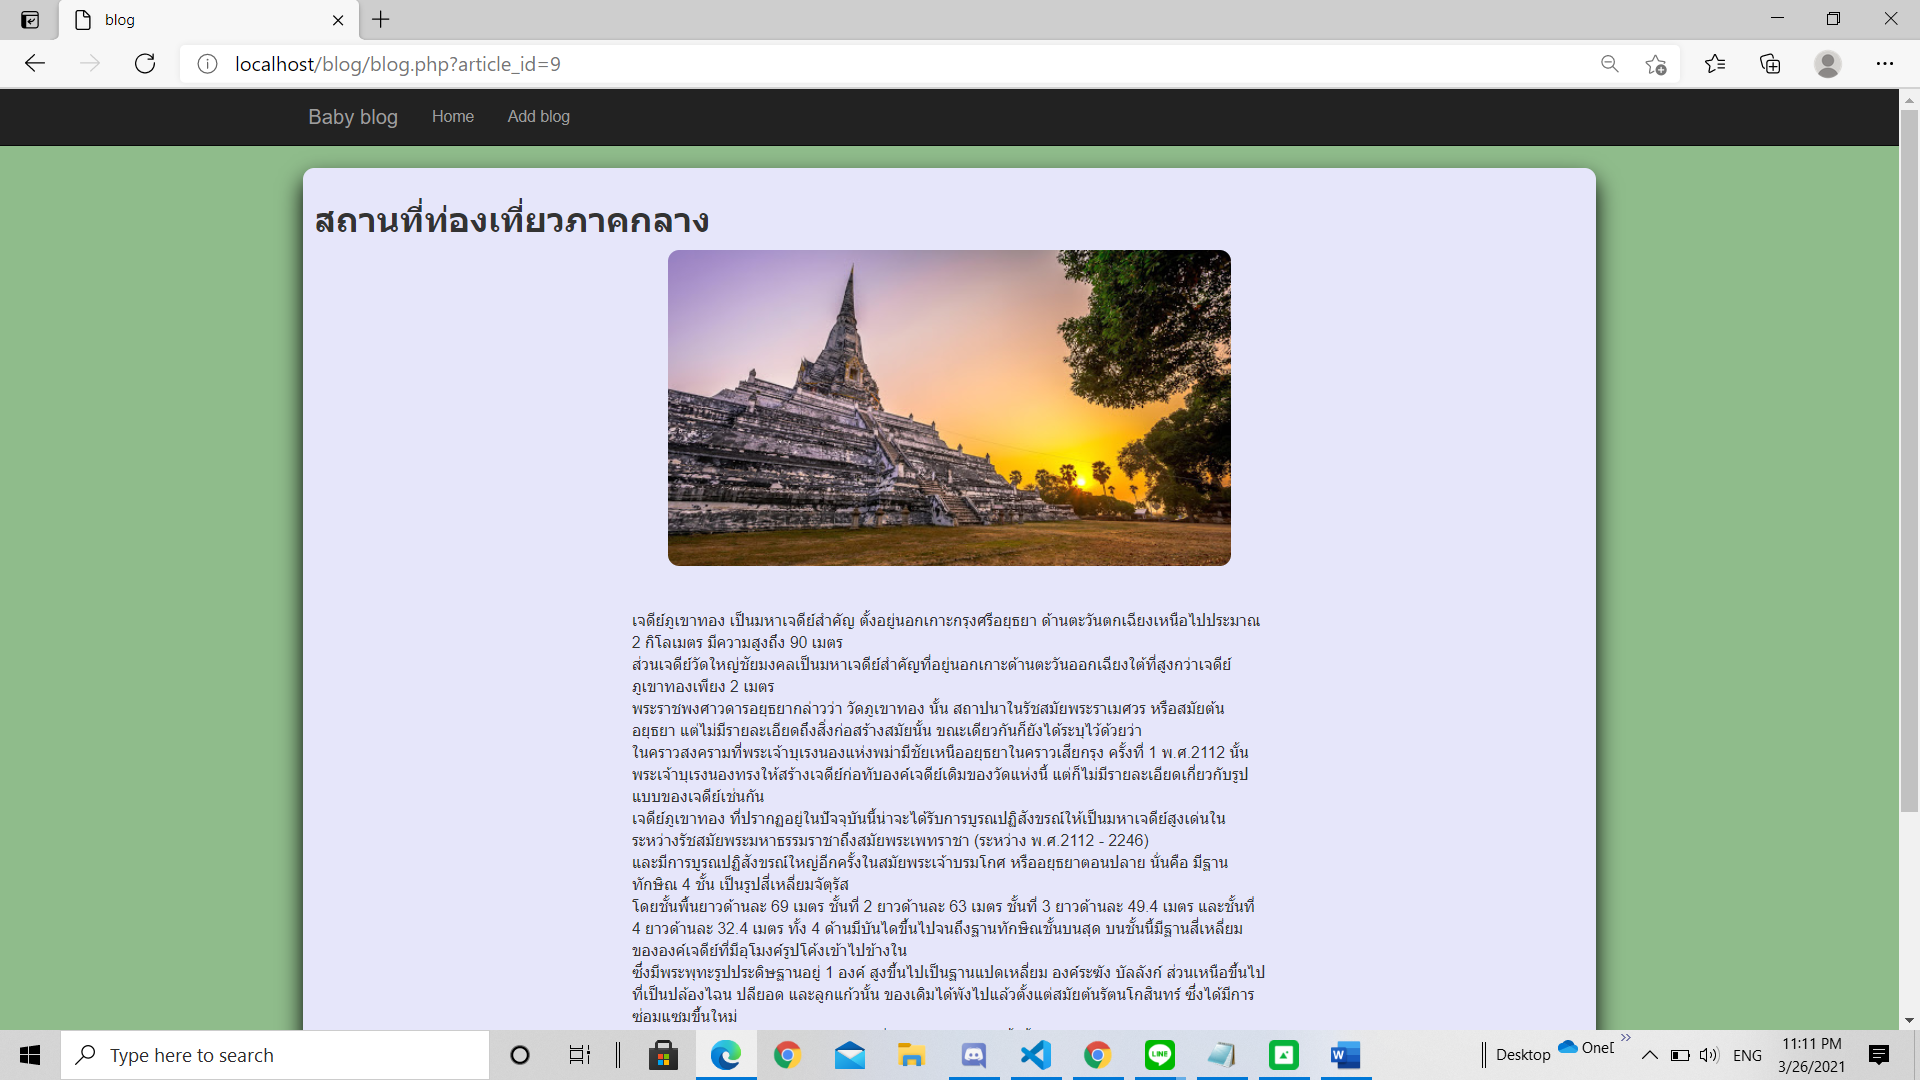 blog
localhost/blog/blog.php?article_id=9
Baby blog Home Add blog
สถานที่ท่องเที่ยวภาคกลาง
เจดีย์ภูเขาทอง เป็นมหาเจดีย์สำคัญ ตั้งอยู่นอกเกาะกรุงศรีอยุธยา ด้านตะวันตกเฉียงเหนือไปประมาณ
2 กิโลเมตร มีความสูงถึง 90 เมตร
ส่วนเจดีย์วัดใหญ่ชัยมงคลเป็นมหาเจดีย์สำคัญที่อยู่นอกเกาะด้านตะวันออกเฉียงใต้ที่สูงกว่าเจดีย์
ภูเขาทองเพียง 2 เมตร
พระราชพงศาวดารอยุธยากล่าวว่า วัดภูเขาทอง นั้น สถาปนาในรัชสมัยพระราเมศวร หรือสมัยต้น
อยุธยา แต่ไม่มีรายละเอียดถึงสิ่งก่อสร้างสมัยนั้น ขณะเดียวกันก็ยังได้ระบุไว้ด้วยว่า
ในคราวสงครามที่พระเจ้าบุเรงนองแห่งพม่ามีชัยเหนืออยุธยาในคราวเสียกรุง ครั้งที่ 1 พ.ศ.2112 นั้น
พระเจ้าบุเรงนองทรงให้สร้างเจดีย์ก่อทับองค์เจดีย์เดิมของวัดแห่งนี้ แต่ก็ไม่มีรายละเอียดเกี่ยวกับรูป
แบบของเจดีย์เช่นกัน
เจดีย์ภูเขาทอง ที่ปรากฏอยู่ในปัจจุบันนี้น่าจะได้รับการบูรณปฏิสังขรณ์ให้เป็นมหาเจดีย์สูงเด่นใน
ระหว่างรัชสมัยพระมหาธรรมราชาถึงสมัยพระเพทราชา (ระหว่าง พ.ศ.2112 - 2246)
และมีการบูรณปฏิสังขรณ์ใหญ่อีกครั้งในสมัยพระเจ้าบรมโกศ หรืออยุธยาตอนปลาย นั่นคือ มีฐาน
ทักษิณ 4 ชั้น เป็นรูปสี่เหลี่ยมจัตุรัส
โดยชั้นพื้นยาวด้านละ 69 เมตร ชั้นที่ 2 ยาวด้านละ 63 เมตร ชั้นที่ 3 ยาวด้านละ 49.4 เมตร และชั้นที่
4 ยาวด้านละ 32.4 เมตร ทั้ง 4 ด้านมีบันไดขึ้นไปจนถึงฐานทักษิณชั้นบนสุด บนชั้นนี้มีฐานสี่เหลี่ยม
ขององค์เจดีย์ที่มีอุโมงค์รูปโค้งเข้าไปข้างใน
ซึ่งมีพระพุทธรูปประดิษฐานอยู่ 1 องค์ สูงขึ้นไปเป็นฐานแปดเหลี่ยม องค์ระฆัง บัลลังก์ ส่วนเหนือขึ้นไป
ที่เป็นปล้องไฉน ปลียอด และลูกแก้วนั้น ของเดิมได้พังไปแล้วตั้งแต่สมัยต้นรัตนโกสินทร์ ซึ่งได้มีการ
ซ่อมแซมขึ้นใหม่
Type here to search
Desktop
OneD
ENG
11:11 PM
3/26/2021